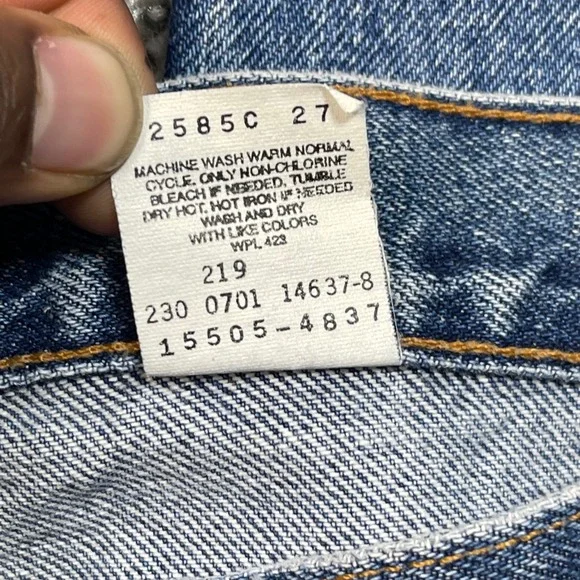 2585C 27
MACHINE WASH WARM NORMAL
CYCLE. ONLY NON-CHLORINE
BLEACH IF NEEDED. TUMBLE
DRY HOT. HOT IRON IF NEEDED
WASH AND DRY
WITH LIKE COLORS
WPL 423
219
230 0701 14637-8
15505-4837